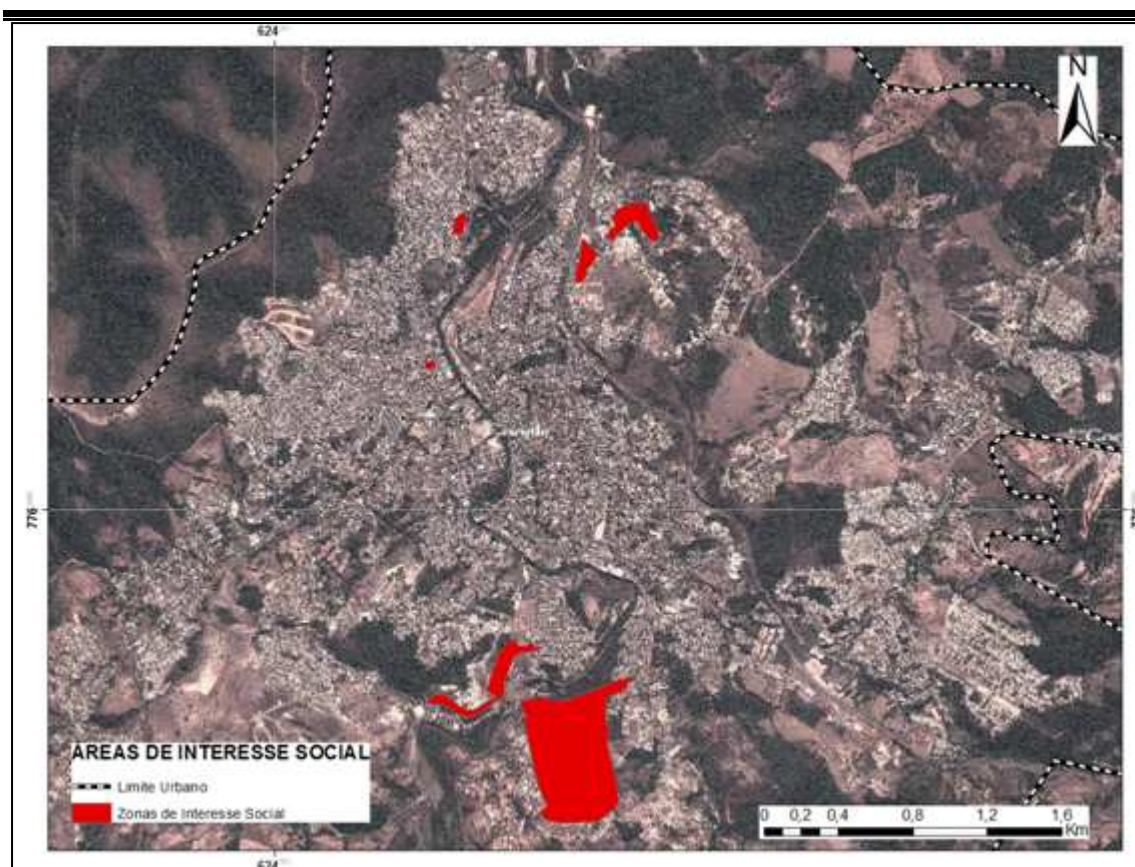 624
N
776
AREAS DE INTERESSE SOCIAL
Limite Urbano
Zonas de Interesse Social
0 0,2 0,4 0,8 1,2 1,6
Km
624